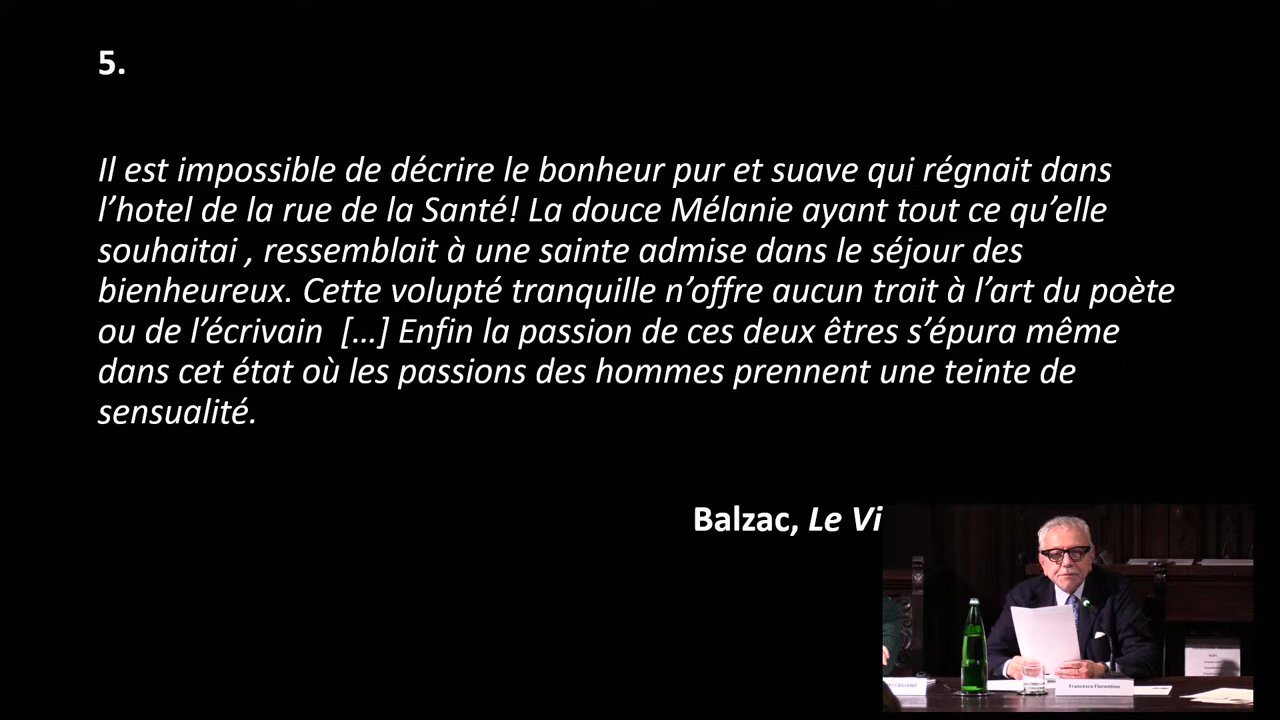 5.
Il est impossible de décrire le bonheur pur et suave qui régnait dans
l’hotel de la rue de la Santé! La douce Mélanie ayant tout ce qu’elle
souhaitai , ressemblait à une sainte admise dans le séjour des
bienheureux. Cette volupté tranquille n’offre aucun trait à l’art du poète
ou de l’écrivain […] Enfin la passion de ces deux êtres s’épura même
dans cet état où les passions des hommes prennent une teinte de
sensualité.
Balzac, Le Vi
Francesco Fiorentino